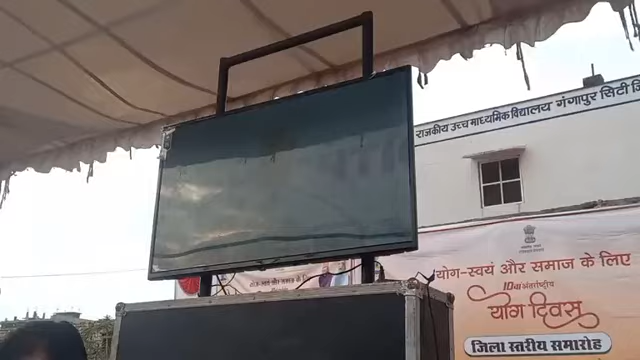 राजकीय उच्च माध्यमिक विद्यालय गंगापुर सिटी
योग-स्वयं और समाज के लिए
10वां अंतर्राष्ट्रीय
योग दिवस
जिला स्तरीय समारोह